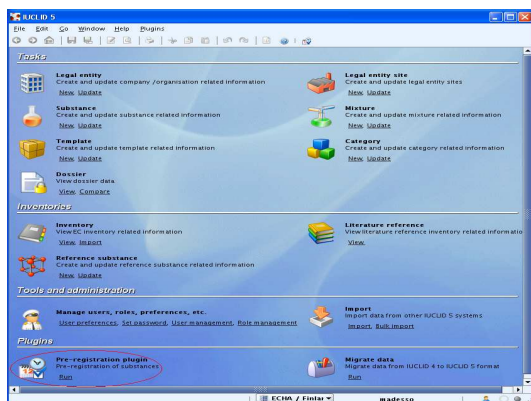 IUCLID 5
File Edit Go Window Help Plugins
Tasks
Legal entity
Create and update company /organisation related information
New, Update
Legal entity site
Create and update legal entity sites
New, Update
Substance
Create and update substance related information
New, Update
Mixture
Create and update mixture related information
New, Update
Template
Create and update template related information
New, Update
Category
Create and update category related information
New, Update
Dossier
View dossier data
View, Compare
Inventories
Inventory
View EC inventory related information
View, Import
Literature reference
View literature reference inventory related informatio
View,
Reference substance
Create and update reference substance related information
New, Update
Tools and administration
Manage users, roles, preferences, etc.
User preferences, Set password, User management, Role management
Import
Import data from other IUCLID 5 systems
Import, Bulk import
Plugins
Pre-registration plugin
Pre-registration of substances
Run
Migrate data
Migrate data from IUCLID 4 to IUCLID 5 format
Run
ECHA / Finlar
madesso